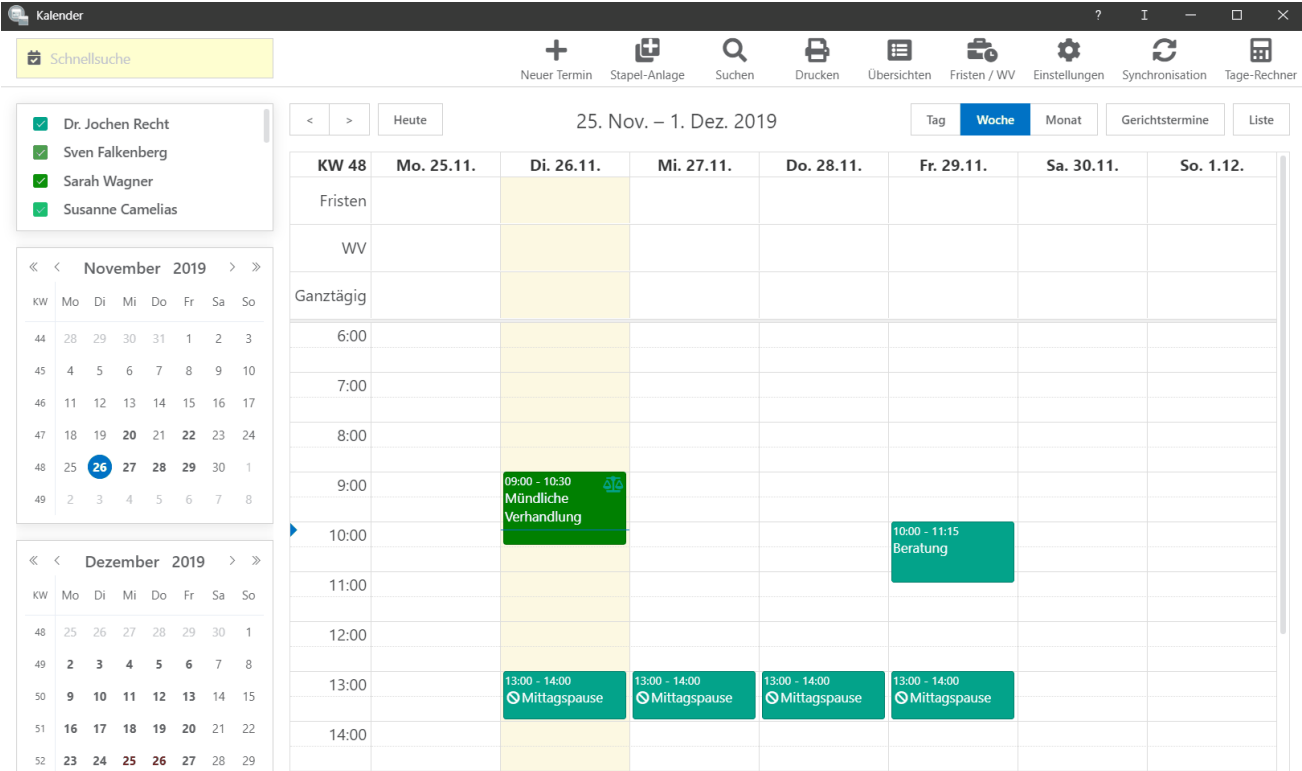 Kalender
?
Schnellsuche
Neuer Termin Stapel-Anlage Suchen Drucken Übersichten Fristen / WV Einstellungen Synchronisation Tage-Rechner
Dr. Jochen Recht
Sven Falkenberg
Sarah Wagner
Susanne Camelias
« < November 2019 > »
KW Mo Di Mi Do Fr Sa So
44 28 29 30 31 1 2 3
45 4 5 6 7 8 9 10
46 11 12 13 14 15 16 17
47 18 19 20 21 22 23 24
48 25 26 27 28 29 30 1
49 2 3 4 5 6 7 8
« < Dezember 2019 > »
KW Mo Di Mi Do Fr Sa So
48 25 26 27 28 29 30 1
49 2 3 4 5 6 7 8
50 9 10 11 12 13 14 15
51 16 17 18 19 20 21 22
52 23 24 25 26 27 28 29
< > Heute 25. Nov. – 1. Dez. 2019 Tag Woche Monat Gerichtstermine Liste
KW 48 Mo. 25.11. Di. 26.11. Mi. 27.11. Do. 28.11. Fr. 29.11. Sa. 30.11. So. 1.12.
Fristen
WV
Ganztägig
6:00
7:00
8:00
9:00
09:00 - 10:30
Mündliche
Verhandlung
10:00
10:00 - 11:15
Beratung
11:00
12:00
13:00
13:00 - 14:00
Mittagspause
13:00 - 14:00
Mittagspause
13:00 - 14:00
Mittagspause
13:00 - 14:00
Mittagspause
14:00